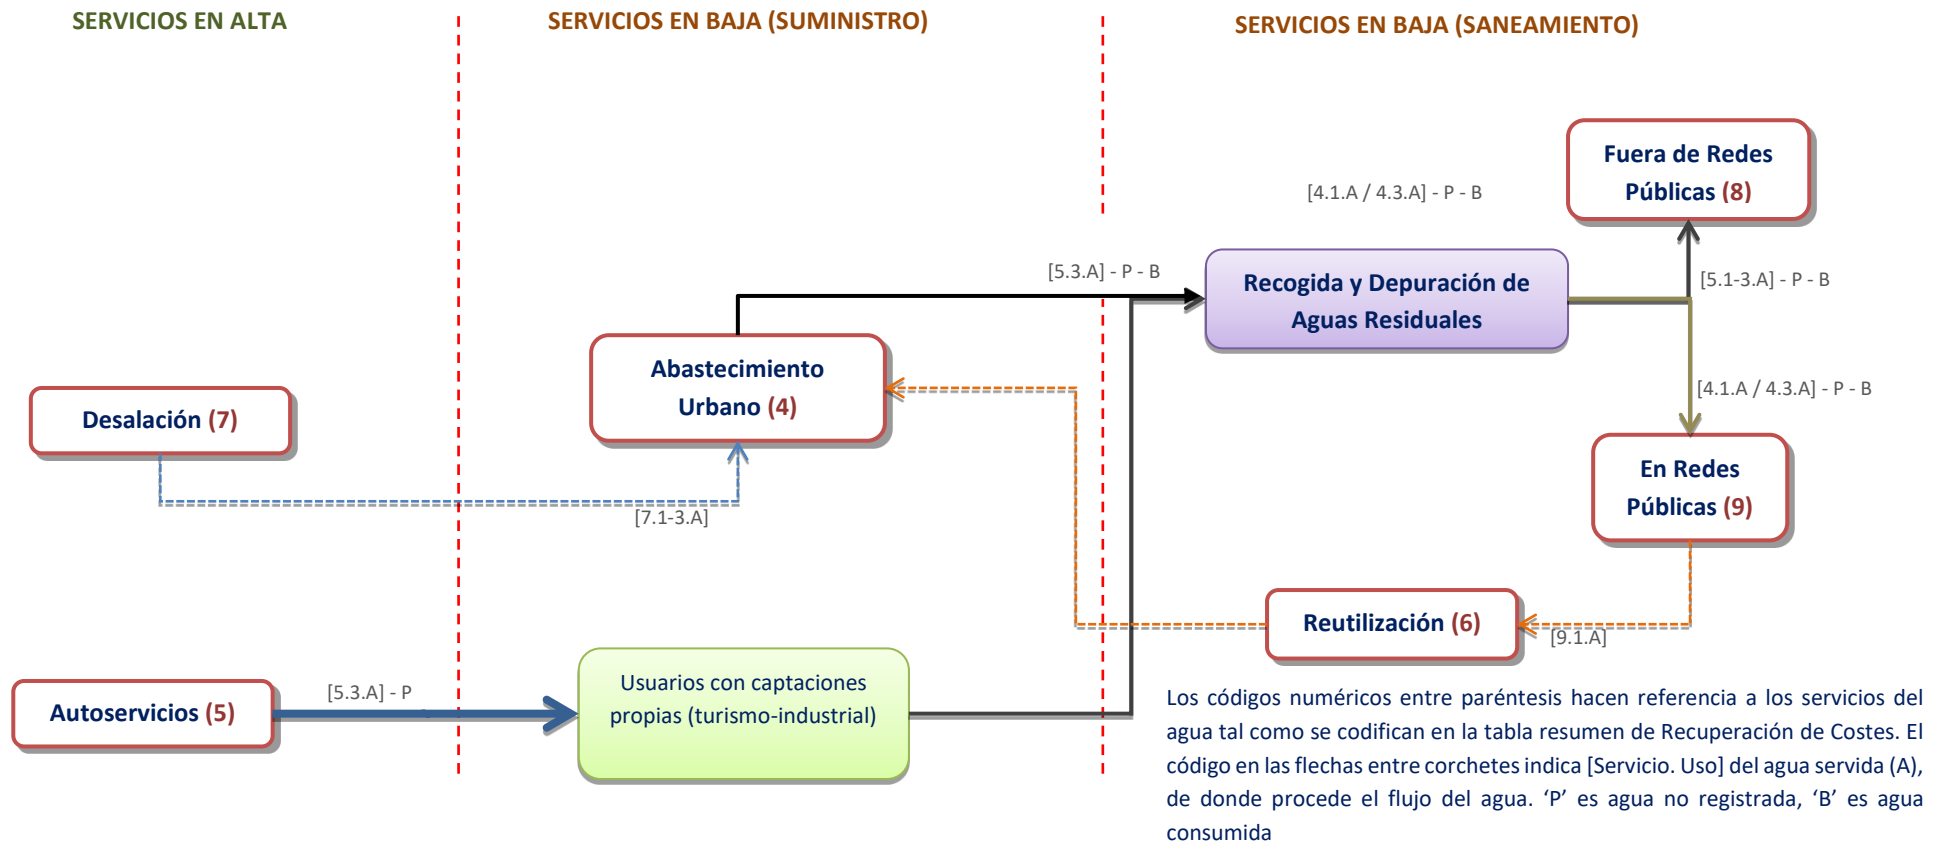 SERVICIOS EN ALTA
SERVICIOS EN BAJA (SUMINISTRO)
SERVICIOS EN BAJA (SANEAMIENTO)
Fuera de Redes
Públicas (8)
[4.1.A / 4.3.A] - P - B
[5.3.A] - P - B
Recogida y Depuración de
Aguas Residuales
[5.1-3.A] - P - B
Abastecimiento
Urbano (4)
[4.1.A / 4.3.A] - P - B
Desalación (7)
En Redes
Públicas (9)
[7.1-3.A]
Reutilización (6)
[9.1.A]
Autoservicios (5)
[5.3.A] - P
Usuarios con captaciones
propias (turismo-industrial)
Los códigos numéricos entre paréntesis hacen referencia a los servicios del
agua tal como se codifican en la tabla resumen de Recuperación de Costes. El
código en las flechas entre corchetes indica [Servicio. Uso] del agua servida (A),
de donde procede el flujo del agua. ‘P’ es agua no registrada, ‘B’ es agua
consumida